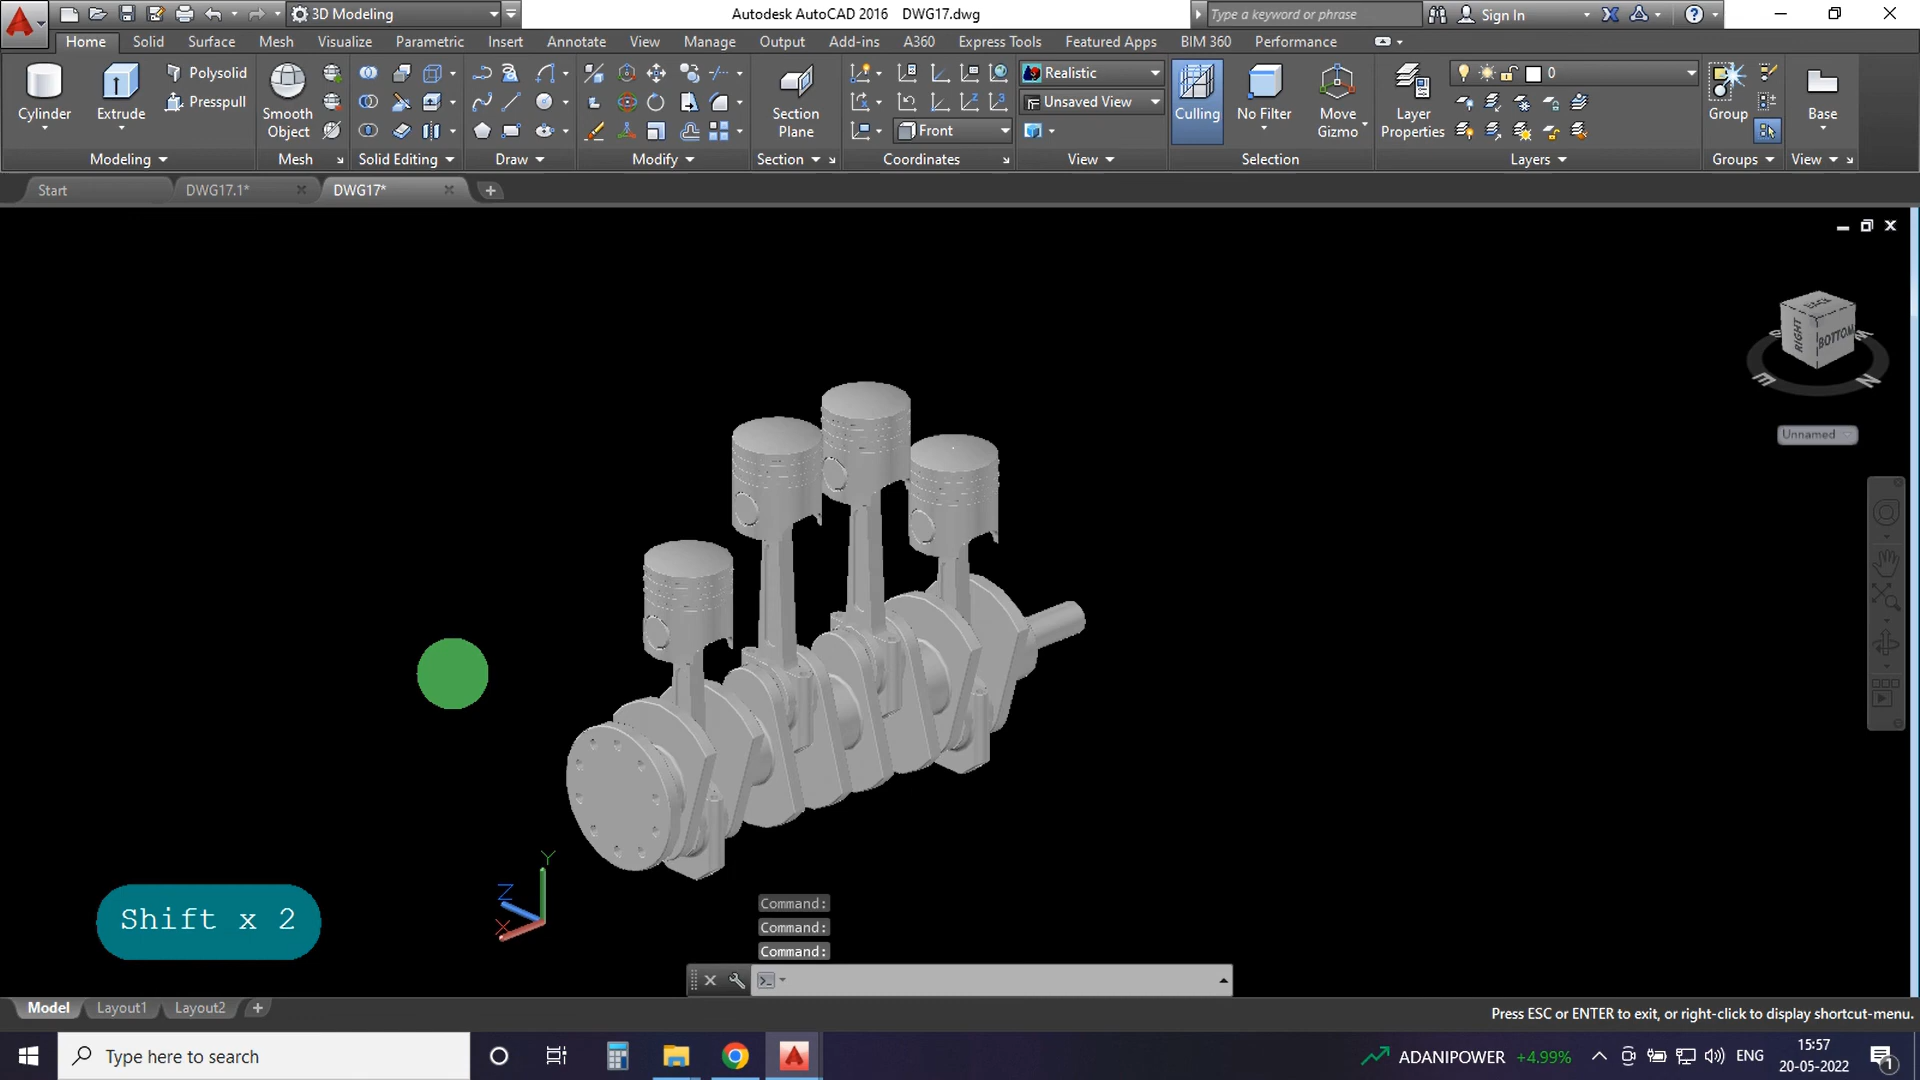 3D Modeling
Autodesk AutoCAD 2016 DWG17.dwg
Type a keyword or phrase
Sign In
Home Solid Surface Mesh Visualize Parametric Insert Annotate View Manage Output Add-ins A360 Express Tools Featured Apps BIM 360 Performance
Cylinder
Extrude
Polysolid
Presspull
Smooth
Object
Section
Plane
Front
Realistic
Unsaved View
Culling
No Filter
Move
Gizmo
Layer
Properties
0
Group
Base
Modeling Mesh Solid Editing Draw Modify Section Coordinates View Selection Layers Groups View
Start DWG17.1* DWG17*
BACK
RIGHT
BOTTOM
E
N
Unnamed
Y
Z
X
Shift x 2
Command:
Command:
Command:
Model Layout1 Layout2
Press ESC or ENTER to exit, or right-click to display shortcut-menu.
Type here to search
ADANIPOWER +4.99%
ENG
15:57
20-05-2022
1